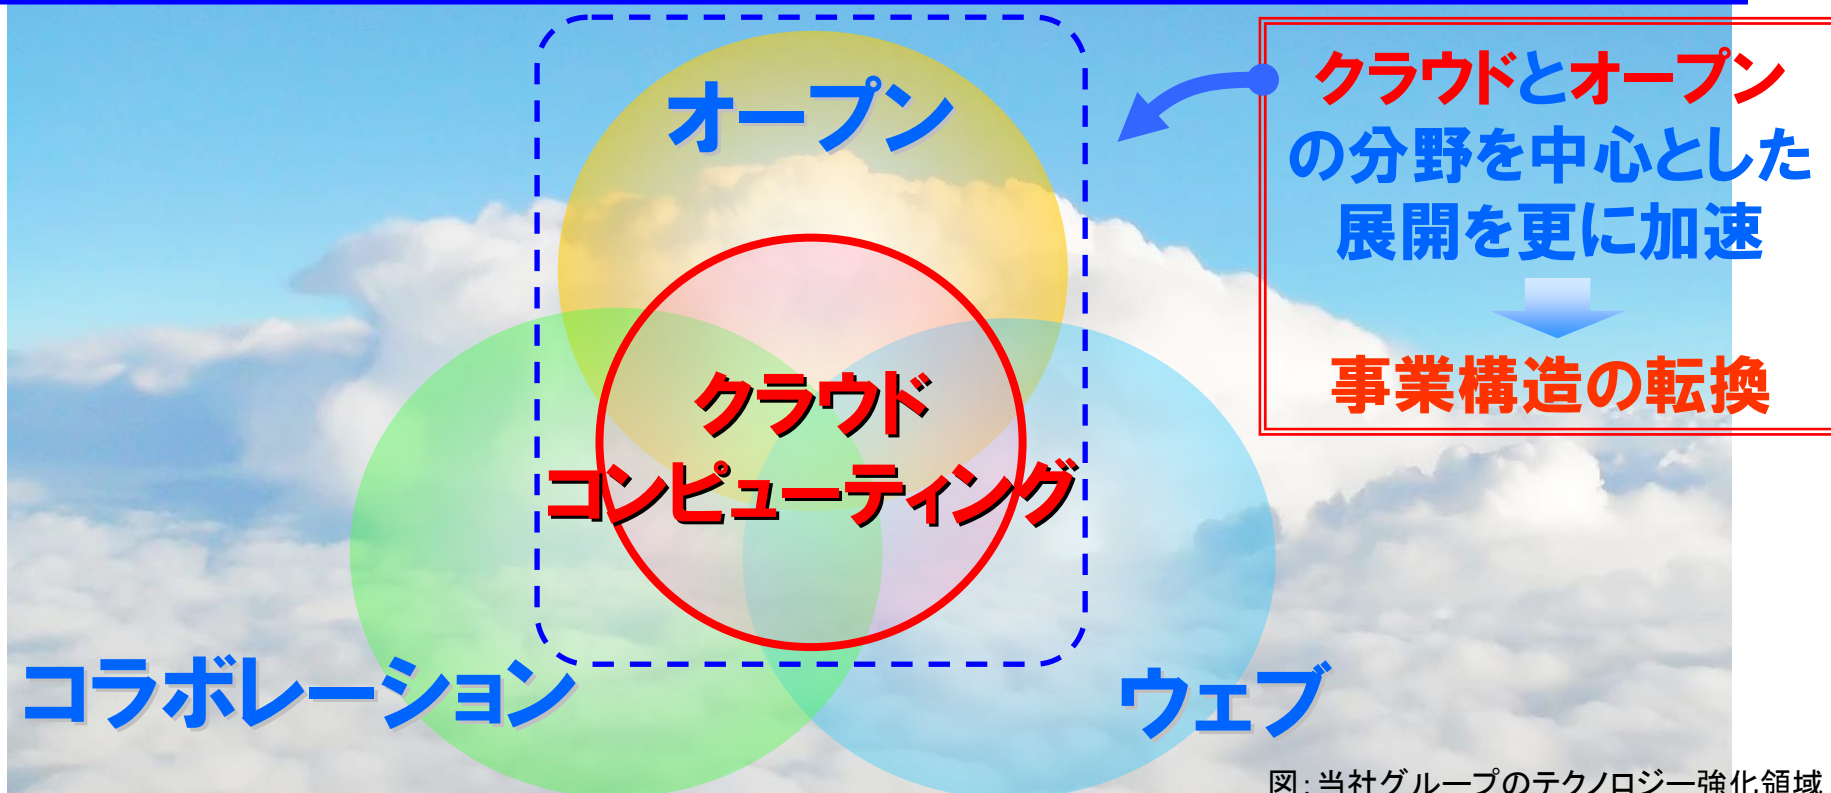 オープン
クラウドとオープン
の分野を中心とした
展開を更に加速
事業構造の転換
クラウド
コンピューティング
コラボレーション
ウェブ
図:当社グループのテクノロジー強化領域